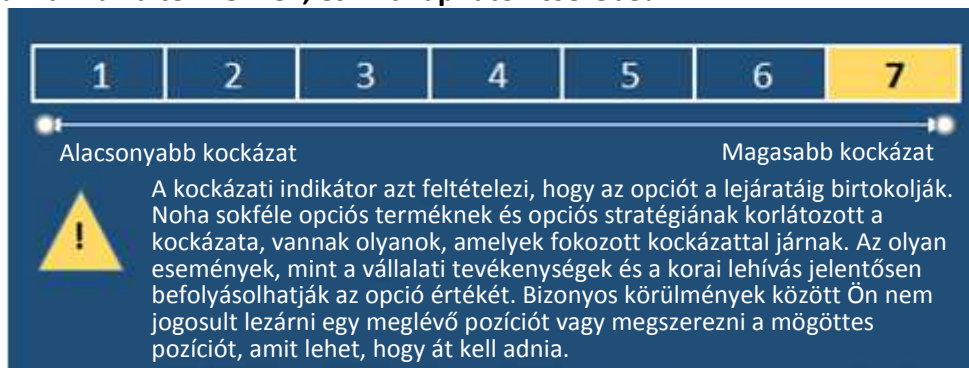 1 2 3 4 5 6 7
Alacsonyabb kockázat Magasabb kockázat
A kockázati indikátor azt feltételezi, hogy az opciót a lejáratáig birtokolják.
Noha sokféle opciós terméknek és opciós stratégiának korlátozott a
! kockázata, vannak olyanok, amelyek fokozott kockázattal járnak. Az olyan
események, mint a vállalati tevékenységek és a korai lehívás jelentősen
befolyásolhatják az opció értékét. Bizonyos körülmények között Ön nem
jogosult lezárni egy meglévő pozíciót vagy megszerezni a mögöttes
pozíciót, amit lehet, hogy át kell adnia.